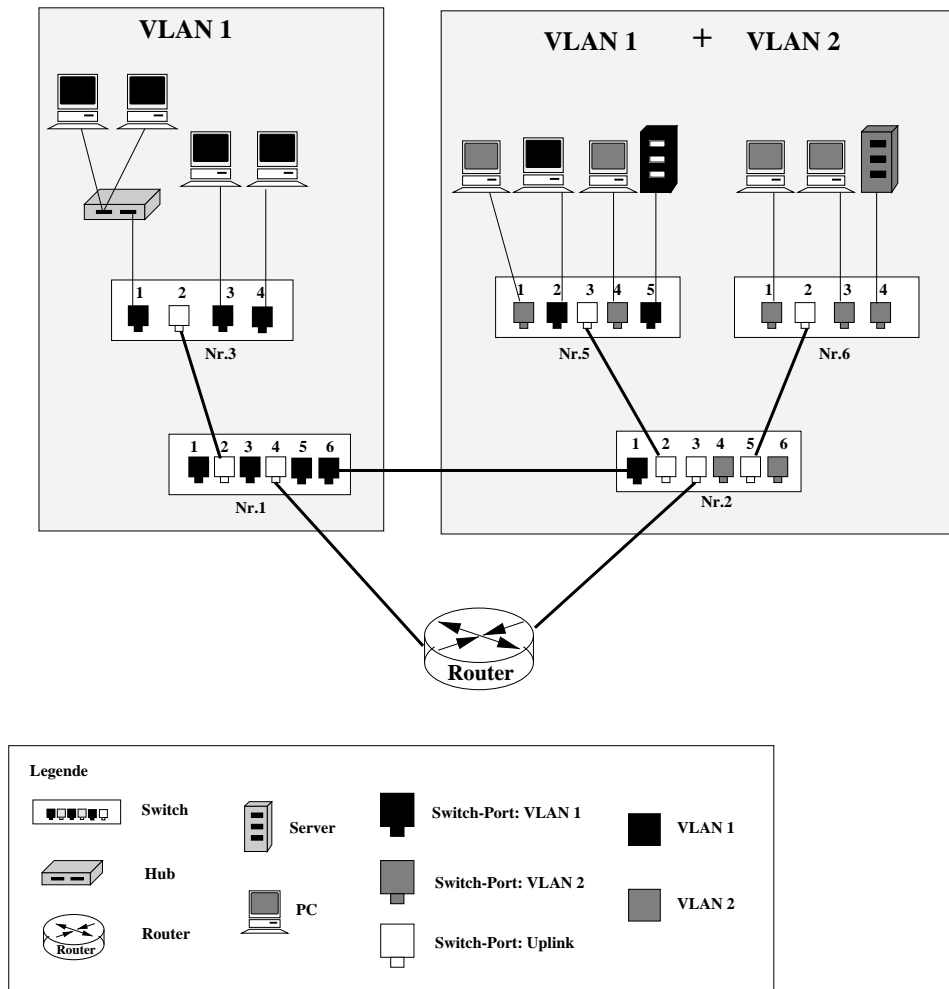 VLAN 1
VLAN 1 + VLAN 2
1 2 3 4
Nr.3
1 2 3 4 5
Nr.5
1 2 3 4
Nr.6
1 2 3 4 5 6
Nr.1
1 2 3 4 5 6
Nr.2
Router
Legende
Switch
Hub
Router
Router
Server
PC
Switch-Port: VLAN 1
Switch-Port: VLAN 2
Switch-Port: Uplink
VLAN 1
VLAN 2